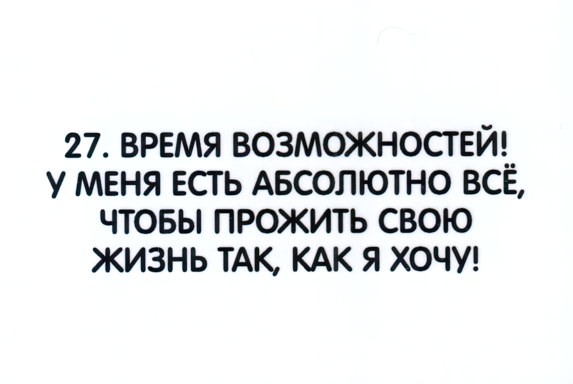 27. ВРЕМЯ ВОЗМОЖНОСТЕЙ!
У МЕНЯ ЕСТЬ АБСОЛЮТНО ВСЁ,
ЧТОБЫ ПРОЖИТЬ СВОЮ
ЖИЗНЬ ТАК, КАК Я ХОЧУ!